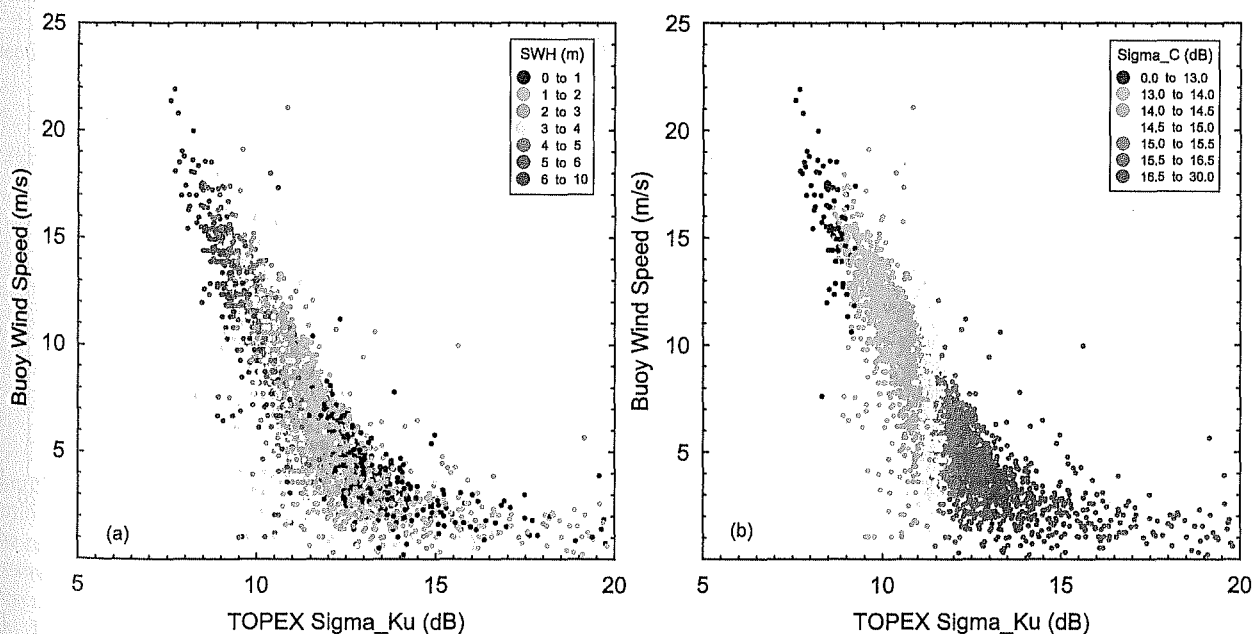 25
20
15
10
5
Buoy Wind Speed (m/s)
SWH (m)
0 to 1
1 to 2
2 to 3
3 to 4
4 to 5
5 to 6
6 to 10
(a)
5 10 15 20
TOPEX Sigma_Ku (dB)
25
20
15
10
5
Buoy Wind Speed (m/s)
Sigma_C (dB)
0.0 to 13.0
13.0 to 14.0
14.0 to 14.5
14.5 to 15.0
15.0 to 15.5
15.5 to 16.5
16.5 to 30.0
(b)
5 10 15 20
TOPEX Sigma_Ku (dB)